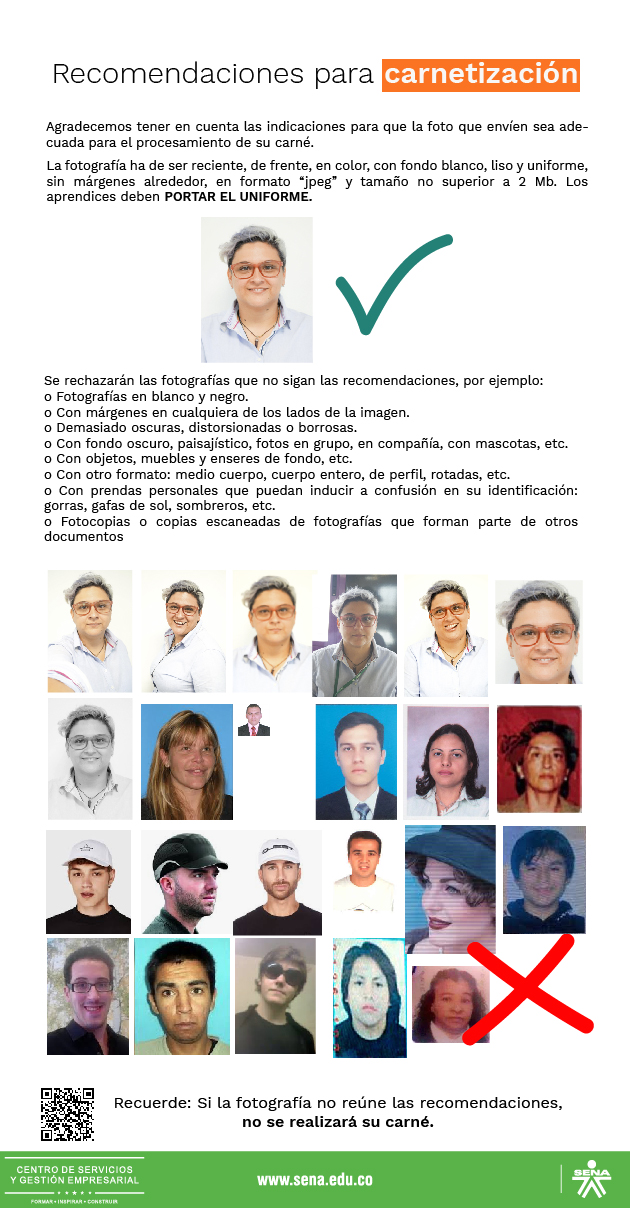 Recomendaciones para carnetización
Agradecemos tener en cuenta las indicaciones para que la foto que envíen sea ade-
cuada para el procesamiento de su carné.
La fotografía ha de ser reciente, de frente, en color, con fondo blanco, liso y uniforme,
sin márgenes alrededor, en formato “jpeg” y tamaño no superior a 2 Mb. Los
aprendices deben PORTAR EL UNIFORME.
Se rechazarán las fotografías que no sigan las recomendaciones, por ejemplo:
o Fotografías en blanco y negro.
o Con márgenes en cualquiera de los lados de la imagen.
o Demasiado oscuras, distorsionadas o borrosas.
o Con fondo oscuro, paisajístico, fotos en grupo, en compañía, con mascotas, etc.
o Con objetos, muebles y enseres de fondo, etc.
o Con otro formato: medio cuerpo, cuerpo entero, de perfil, rotadas, etc.
o Con prendas personales que puedan inducir a confusión en su identificación:
gorras, gafas de sol, sombreros, etc.
o Fotocopias o copias escaneadas de fotografías que forman parte de otros
documentos
Recuerde: Si la fotografía no reúne las recomendaciones,
no se realizará su carné.
CENTRO DE SERVICIOS
Y GESTIÓN EMPRESARIAL
FORMAR • INSPIRAR • CONSTRUIR
www.sena.edu.co
SENA